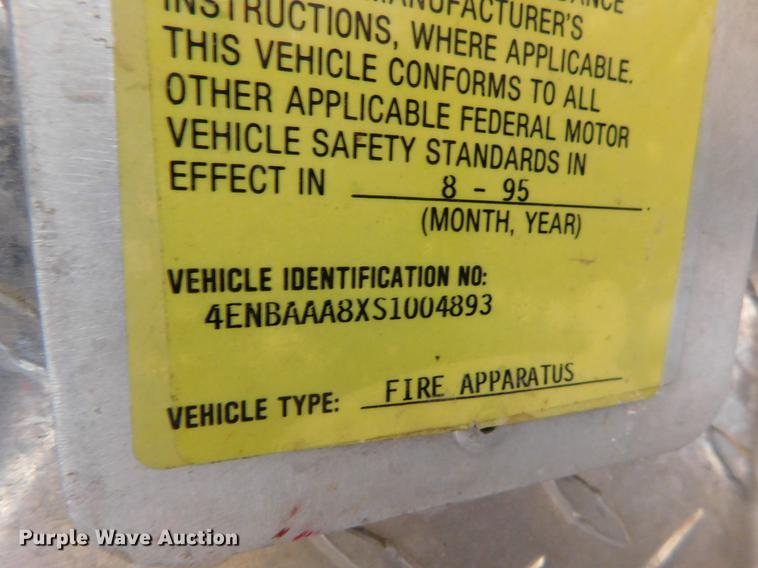 MANUFACTURER'S
INSTRUCTIONS, WHERE APPLICABLE.
THIS VEHICLE CONFORMS TO ALL
OTHER APPLICABLE FEDERAL MOTOR
VEHICLE SAFETY STANDARDS IN
EFFECT IN 8 - 95
(MONTH, YEAR)
VEHICLE IDENTIFICATION NO:
4ENBAAA8XS1004893
VEHICLE TYPE: FIRE APPARATUS
Purple Wave Auction